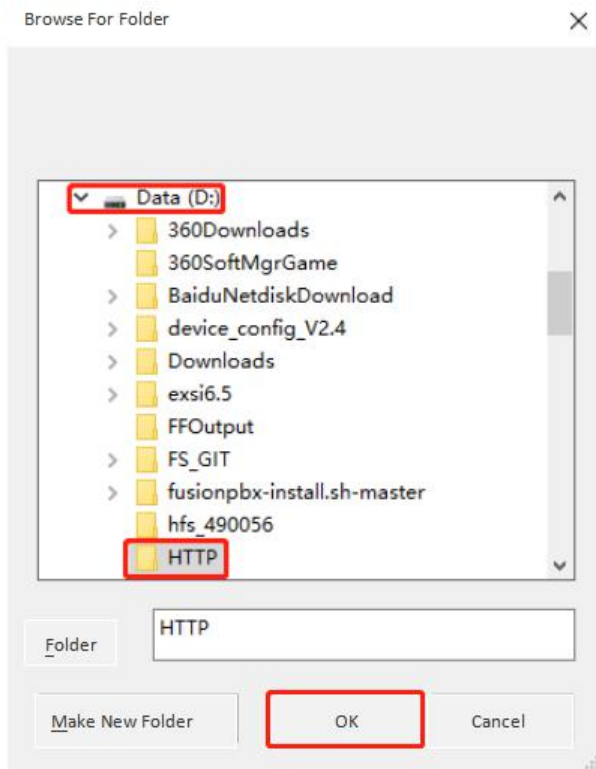 Browse For Folder
Data (D:)
360Downloads
360SoftMgrGame
BaiduNetdiskDownload
device_config_V2.4
Downloads
exsi6.5
FFOutput
FS_GIT
fusionpbx-install.sh-master
hfs_490056
HTTP
Folder HTTP
Make New Folder OK Cancel